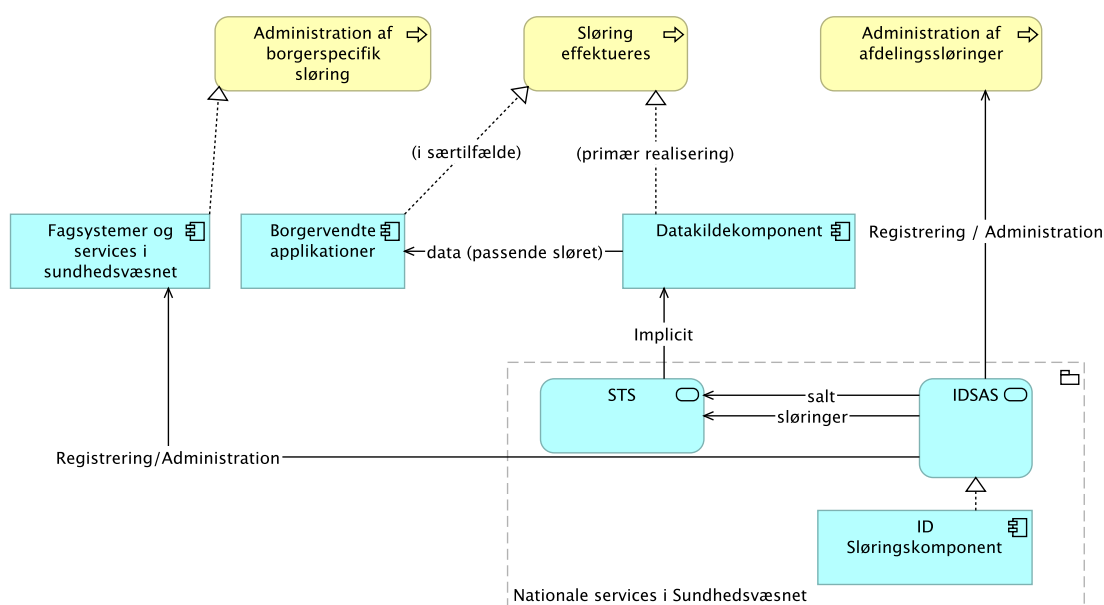 Administration af
borgerspecifik
sløring
Sløring
effektueres
Administration af
afdelingssløringer
(i særtilfælde)
(primær realisering)
Fagsystemer og
services i
sundhedsvæsnet
Borgervendte
applikationer
Datakildekomponent
Registrering / Administration
data (passende sløret)
Implicit
STS
salt
sløringer
IDSAS
Registrering/Administration
ID
Sløringskomponent
Nationale services i Sundhedsvæsnet